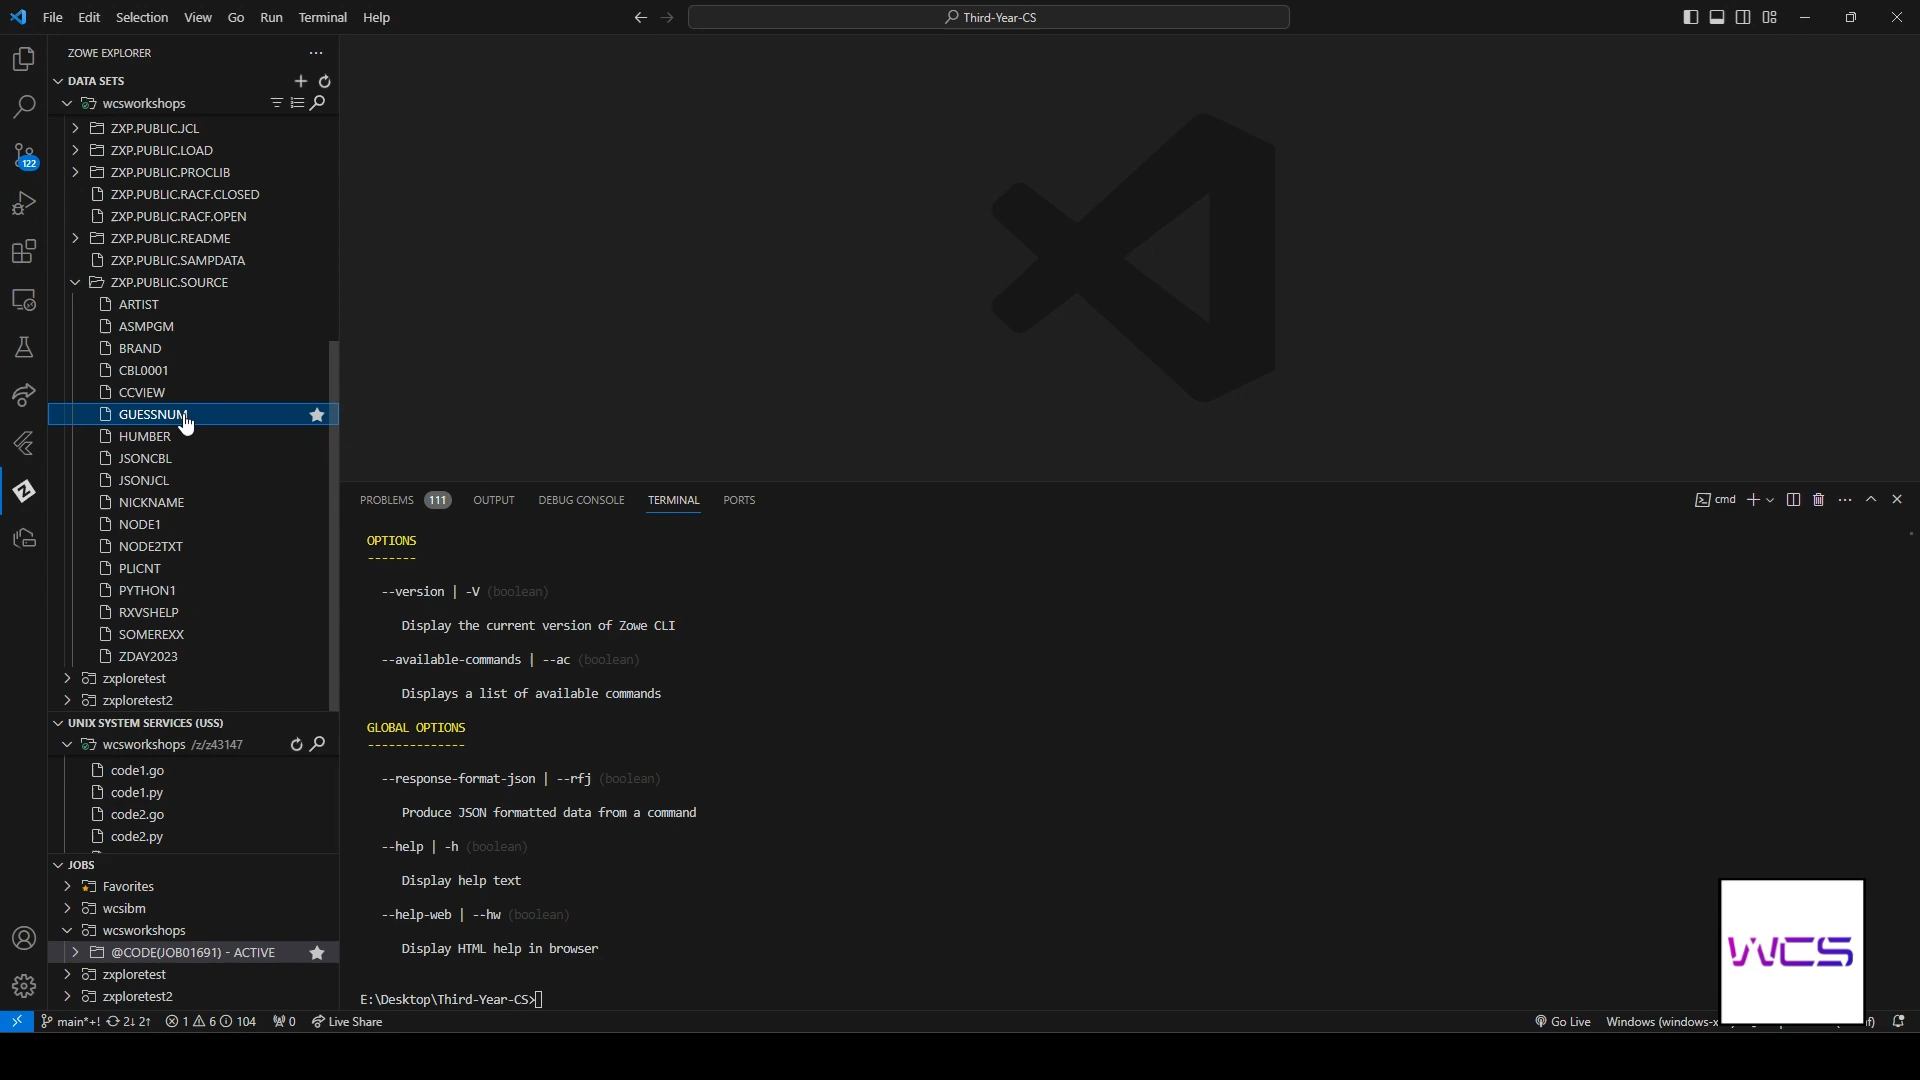 File Edit Selection View Go Run Terminal Help
Third-Year-CS
ZOWE EXPLORER
DATA SETS
wcsworkshops
ZXP.PUBLIC.JCL
ZXP.PUBLIC.LOAD
ZXP.PUBLIC.PROCLIB
ZXP.PUBLIC.RACF.CLOSED
ZXP.PUBLIC.RACF.OPEN
ZXP.PUBLIC.README
ZXP.PUBLIC.SAMPDATA
ZXP.PUBLIC.SOURCE
ARTIST
ASMPGM
BRAND
CBL0001
CCVIEW
GUESSNUM
HUMBER
JSONCBL
JSONJCL
NICKNAME
NODE1
NODE2TXT
PLICNT
PYTHON1
RXVSHELP
SOMEREXX
ZDAY2023
zxploretest
zxploretest2
UNIX SYSTEM SERVICES (USS)
wcsworkshops /z/z43147
code1.go
code1.py
code2.go
code2.py
JOBS
Favorites
wcsibm
wcsworkshops
@CODE(JOB01691) - ACTIVE
zxploretest
zxploretest2
122
PROBLEMS 111 OUTPUT DEBUG CONSOLE TERMINAL PORTS
cmd
OPTIONS
-------
--version | -V (boolean)
Display the current version of Zowe CLI
--available-commands | --ac (boolean)
Displays a list of available commands
GLOBAL OPTIONS
--------------
--response-format-json | --rfj (boolean)
Produce JSON formatted data from a command
--help | -h (boolean)
Display help text
--help-web | --hw (boolean)
Display HTML help in browser
E:\Desktop\Third-Year-CS>
WCS
main*+! 2↓ 2↑ 1 6 104 0 Live Share
Go Live Windows (windows-x